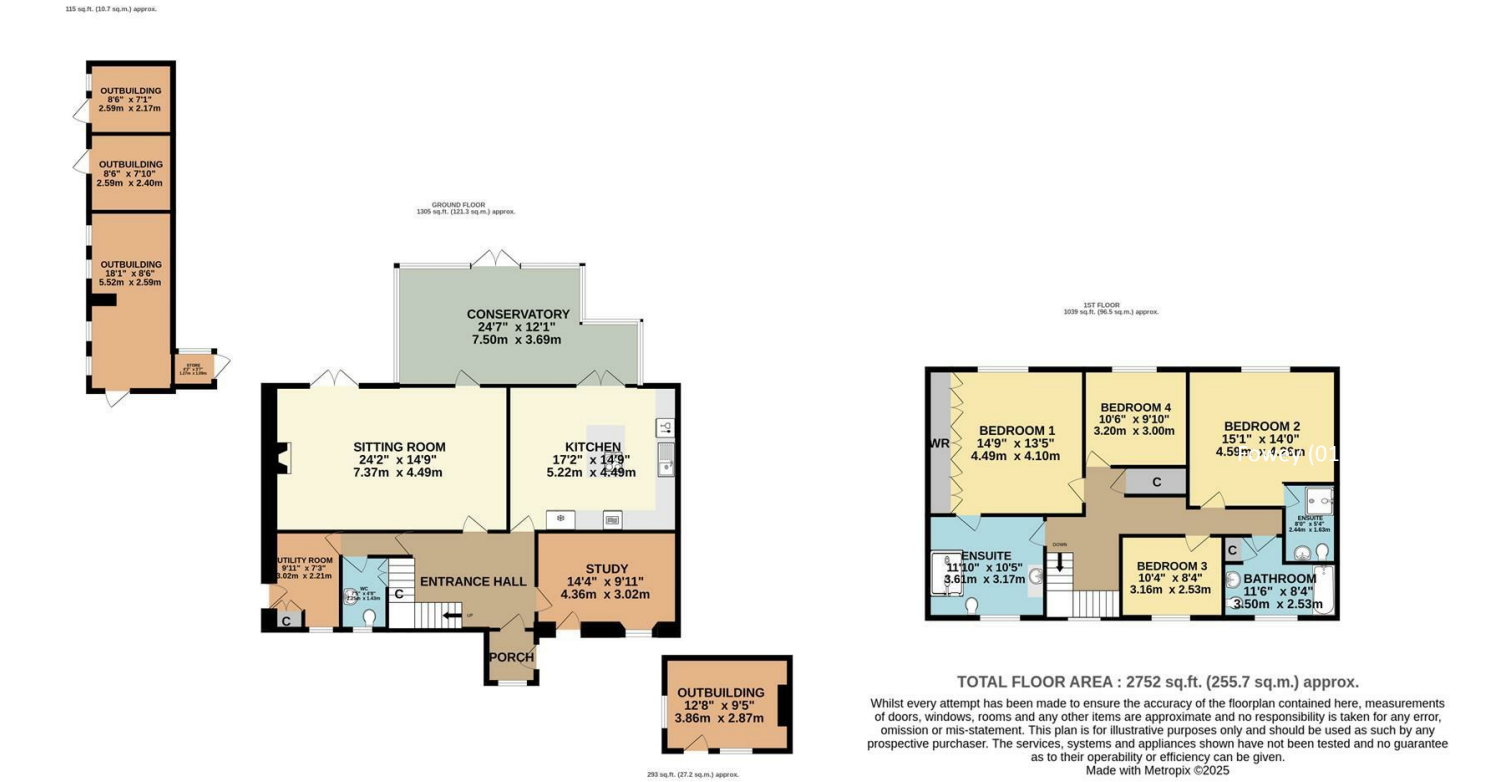 115 sq.ft. (10.7 sq.m.) approx.
OUTBUILDING
8'6" x 7'1"
2.59m x 2.17m
OUTBUILDING
8'6" x 7'10"
2.59m x 2.40m
OUTBUILDING
18'1" x 8'6"
5.52m x 2.59m
STORE
GROUND FLOOR
1305 sq.ft. (121.3 sq.m.) approx.
CONSERVATORY
24'7" x 12'1"
7.50m x 3.69m
SITTING ROOM
24'2" x 14'9"
7.37m x 4.49m
KITCHEN
17'2" x 14'9"
5.22m x 4.49m
UTILITY ROOM
9'11" x 7'3"
3.02m x 2.21m
C
WC
C
ENTRANCE HALL
UP
STUDY
14'4" x 9'11"
4.36m x 3.02m
PORCH
OUTBUILDING
12'8" x 9'5"
3.86m x 2.87m
293 sq.ft. (27.2 sq.m.) approx.
1ST FLOOR
1039 sq.ft. (96.5 sq.m.) approx.
WR
BEDROOM 1
14'9" x 13'5"
4.49m x 4.10m
BEDROOM 4
10'6" x 9'10"
3.20m x 3.00m
BEDROOM 2
15'1" x 14'0"
4.59m x 4.26m
Fowey (01
C
ENSUITE
8'0" x 5'4"
2.44m x 1.63m
DOWN
ENSUITE
11'10" x 10'5"
3.61m x 3.17m
BEDROOM 3
10'4" x 8'4"
3.16m x 2.53m
C
BATHROOM
11'6" x 8'4"
3.50m x 2.53m
TOTAL FLOOR AREA : 2752 sq.ft. (255.7 sq.m.) approx.
Whilst every attempt has been made to ensure the accuracy of the floorplan contained here, measurements
of doors, windows, rooms and any other items are approximate and no responsibility is taken for any error,
omission or mis-statement. This plan is for illustrative purposes only and should be used as such by any
prospective purchaser. The services, systems and appliances shown have not been tested and no guarantee
as to their operability or efficiency can be given.
Made with Metropix ©2025